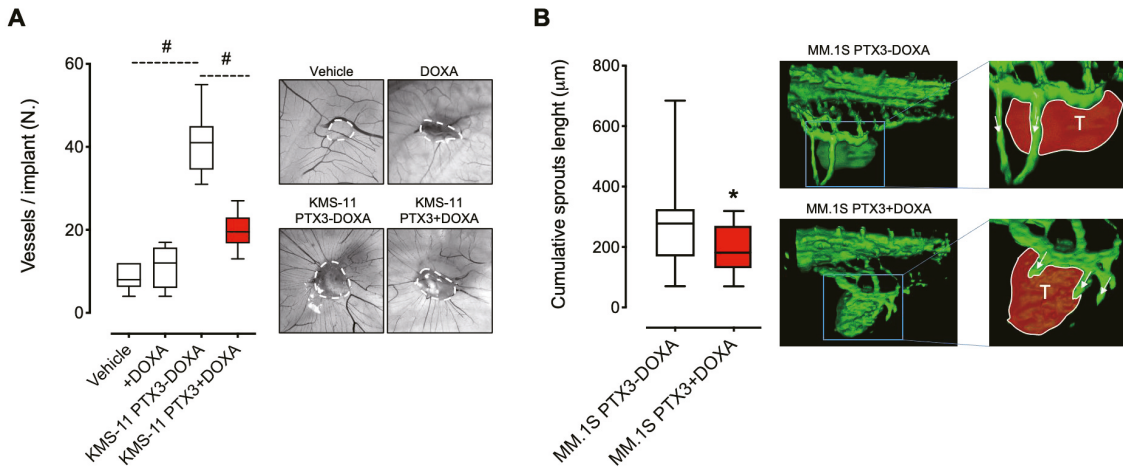 A
Vessels / implant (N.)
60
40
20
0
#
#
Vehicle
+DOXA
KMS-11 PTX3-DOXA
KMS-11 PTX3+DOXA
Vehicle
DOXA
KMS-11
PTX3-DOXA
KMS-11
PTX3+DOXA
B
Cumulative sprouts lenght (μm)
800
600
400
200
0
*
MM.1S PTX3-DOXA
MM.1S PTX3+DOXA
MM.1S PTX3-DOXA
T
MM.1S PTX3+DOXA
T